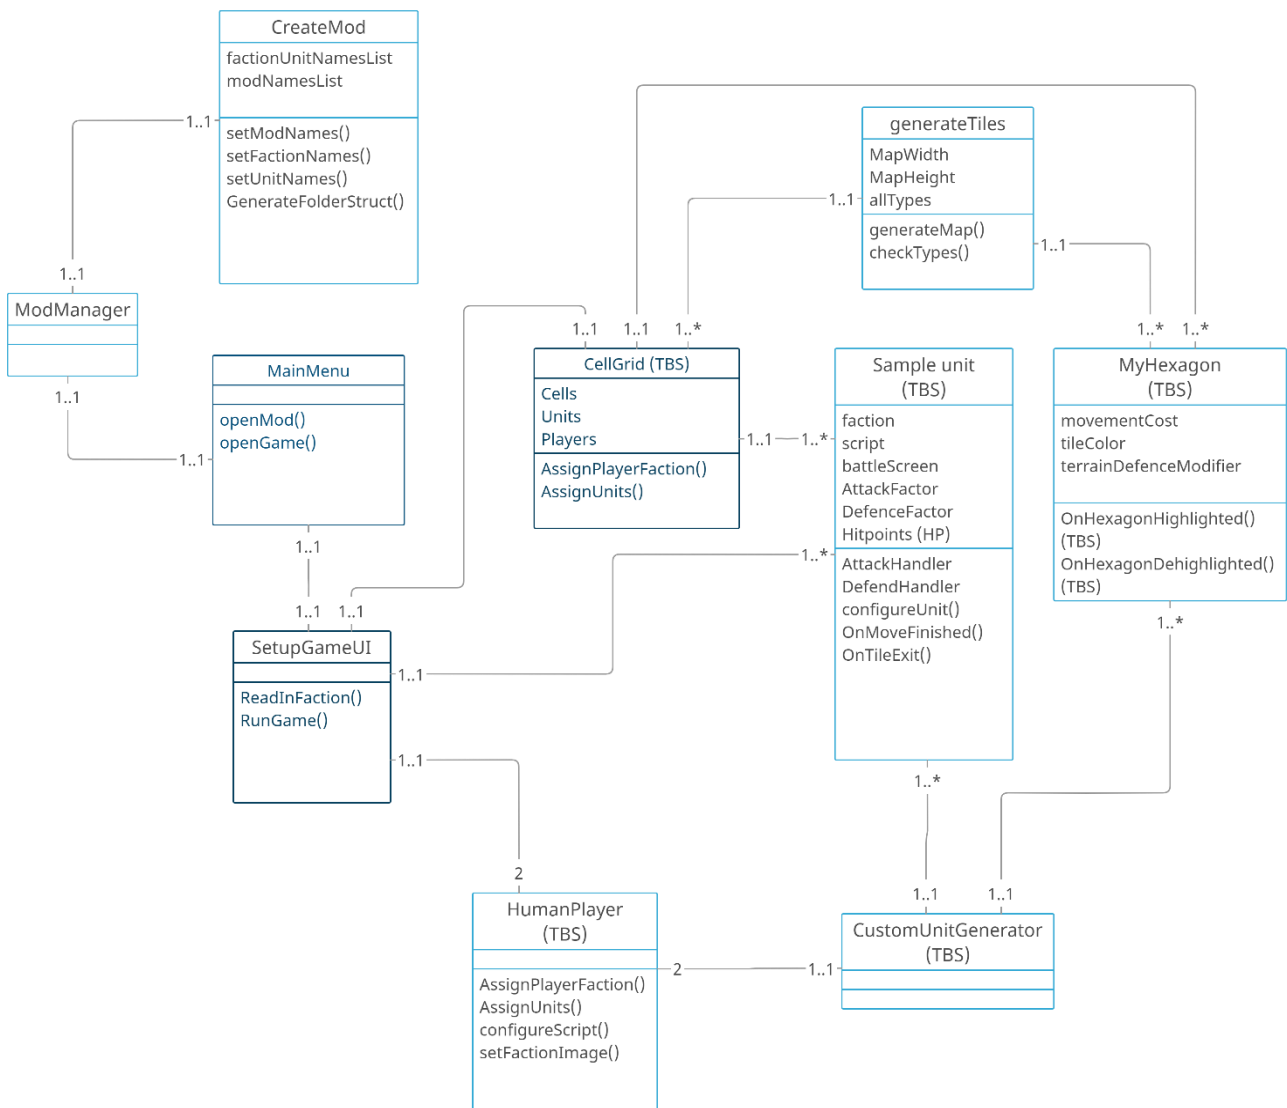 CreateMod
factionUnitNamesList
modNamesList
setModNames()
setFactionNames()
setUnitNames()
GenerateFolderStruct()
1..1
1..1
ModManager
1..1
1..1
MainMenu
openMod()
openGame()
1..1
1..1
1..1
SetupGameUI
ReadInFaction()
RunGame()
1..1
1..1
generateTiles
MapWidth
MapHeight
allTypes
generateMap()
checkTypes()
1..1
1..1
1..1
1..1
1..*
CellGrid (TBS)
Cells
Units
Players
AssignPlayerFaction()
AssignUnits()
1..1
1..*
1..*
Sample unit
(TBS)
faction
script
battleScreen
AttackFactor
DefenceFactor
Hitpoints (HP)
AttackHandler
DefendHandler
configureUnit()
OnMoveFinished()
OnTileExit()
1..*
1..*
1..*
MyHexagon
(TBS)
movementCost
tileColor
terrainDefenceModifier
OnHexagonHighlighted()
(TBS)
OnHexagonDehighlighted()
(TBS)
1..*
2
HumanPlayer
(TBS)
AssignPlayerFaction()
AssignUnits()
configureScript()
setFactionImage()
2
1..1
1..1
1..1
CustomUnitGenerator
(TBS)